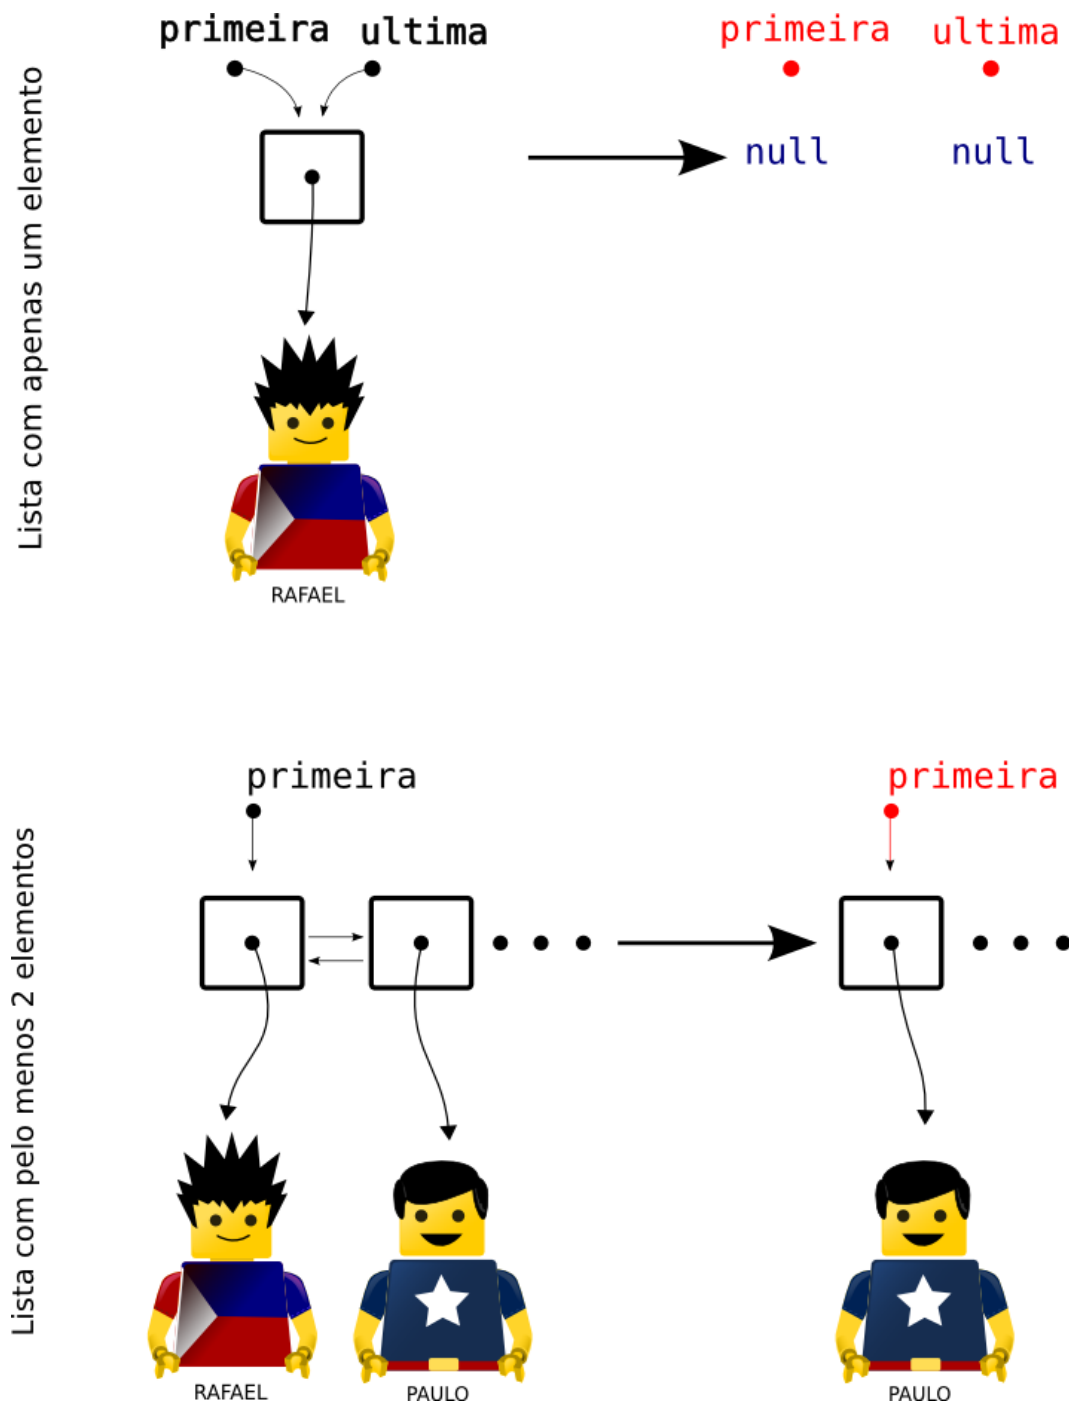 primeira ultima
primeira ultima
null null
Lista com apenas um elemento
RAFAEL
primeira
primeira
Lista com pelo menos 2 elementos
RAFAEL
PAULO
PAULO